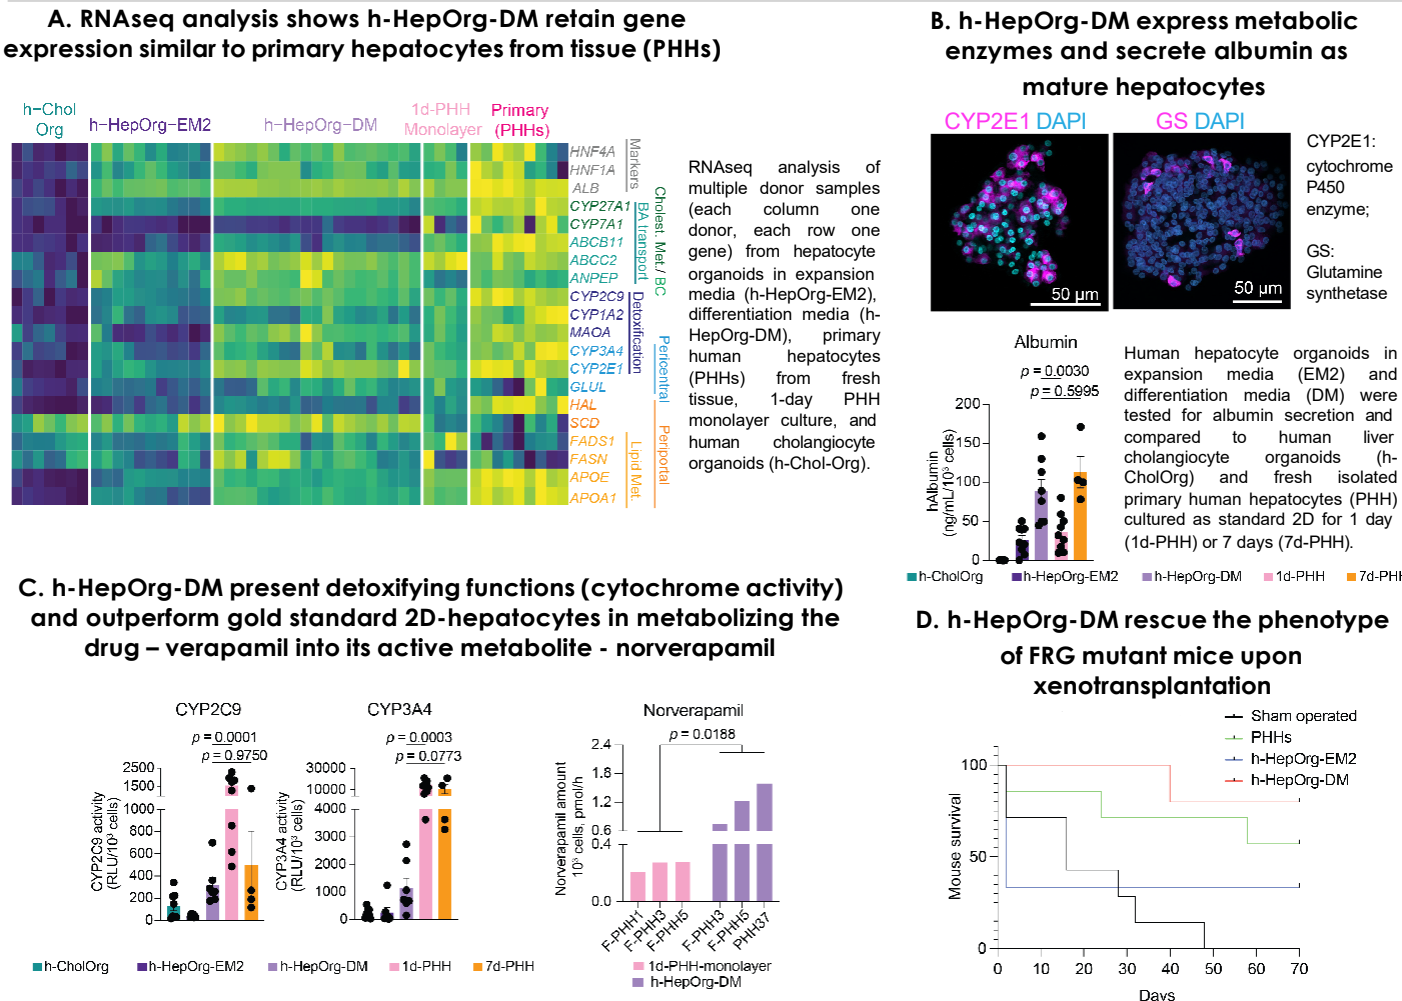 A. RNAseq analysis shows h-HepOrg-DM retain gene
expression similar to primary hepatocytes from tissue (PHHs)
h-Chol
Org
h-HepOrg-EM2
h-HepOrg-DM
1d-PHH
Monolayer
Primary
(PHHs)
HNF4A
HNF1A
ALB
CYP27A1
CYP7A1
ABCB11
ABCC2
ANPEP
CYP2C9
CYP1A2
MAOA
CYP3A4
CYP2E1
GLUL
HAL
SCD
FADS1
FASN
APOE
APOA1
Markers
BA transport
Cholest. Met./ BC
Detoxification
Pericentral
Periportal
Lipid Met.
RNAseq analysis of
multiple donor samples
(each column one
donor, each row one
gene) from hepatocyte
organoids in expansion
media (h-HepOrg-EM2),
differentiation media (h-
HepOrg-DM), primary
human hepatocytes
(PHHs) from fresh
tissue, 1-day PHH
monolayer culture, and
human cholangiocyte
organoids (h-Chol-Org).
B. h-HepOrg-DM express metabolic
enzymes and secrete albumin as
mature hepatocytes
CYP2E1 DAPI
GS DAPI
50 µm
50 µm
CYP2E1:
cytochrome
P450
enzyme;
GS:
Glutamine
synthetase
Albumin
p = 0.0030
p = 0.5995
hAlbumin
(ng/mL/10³ cells)
200
150
100
50
0
h-CholOrg
h-HepOrg-EM2
h-HepOrg-DM
1d-PHH
7d-PHH
Human hepatocyte organoids in
expansion media (EM2) and
differentiation media (DM) were
tested for albumin secretion and
compared to human liver
cholangiocyte organoids (h-
CholOrg) and fresh isolated
primary human hepatocytes (PHH)
cultured as standard 2D for 1 day
(1d-PHH) or 7 days (7d-PHH).
C. h-HepOrg-DM present detoxifying functions (cytochrome activity)
and outperform gold standard 2D-hepatocytes in metabolizing the
drug – verapamil into its active metabolite - norverapamil
CYP2C9
p = 0.0001
p = 0.9750
CYP2C9 activity
(RLU/10³ cells)
2500
1500
1000
800
600
400
200
0
CYP3A4
p = 0.0003
p = 0.0773
CYP3A4 activity
(RLU/10³ cells)
30000
10000
4000
3000
2000
1000
0
h-CholOrg
h-HepOrg-EM2
h-HepOrg-DM
1d-PHH
7d-PHH
Norverapamil
p = 0.0188
Norverapamil amount
10⁵ cells, pmol/h
2.4
1.8
1.2
0.6
0.4
0.0
F-PHH1
F-PHH3
F-PHH5
F-PHH3
F-PHH5
PHH37
1d-PHH-monolayer
h-HepOrg-DM
D. h-HepOrg-DM rescue the phenotype
of FRG mutant mice upon
xenotransplantation
Sham operated
PHHs
h-HepOrg-EM2
h-HepOrg-DM
Mouse survival
100
50
0
0
10
20
30
40
50
60
70
Days